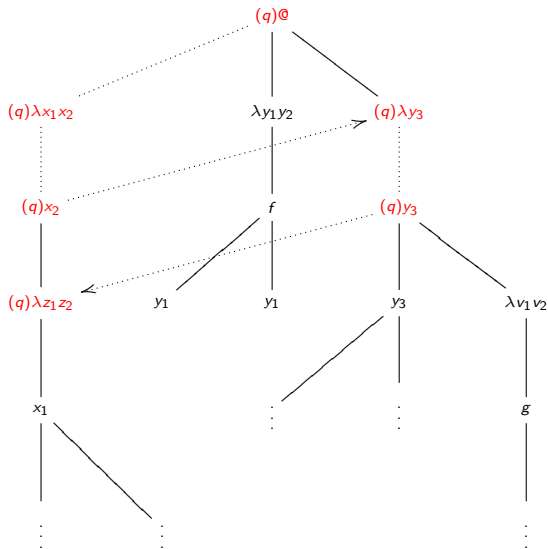 (q)@
(q)λx₁x₂ λy₁y₂ (q)λy₃
(q)x₂ f (q)y₃
(q)λz₁z₂ y₁ y₁ y₃ λv₁v₂
x₁ g